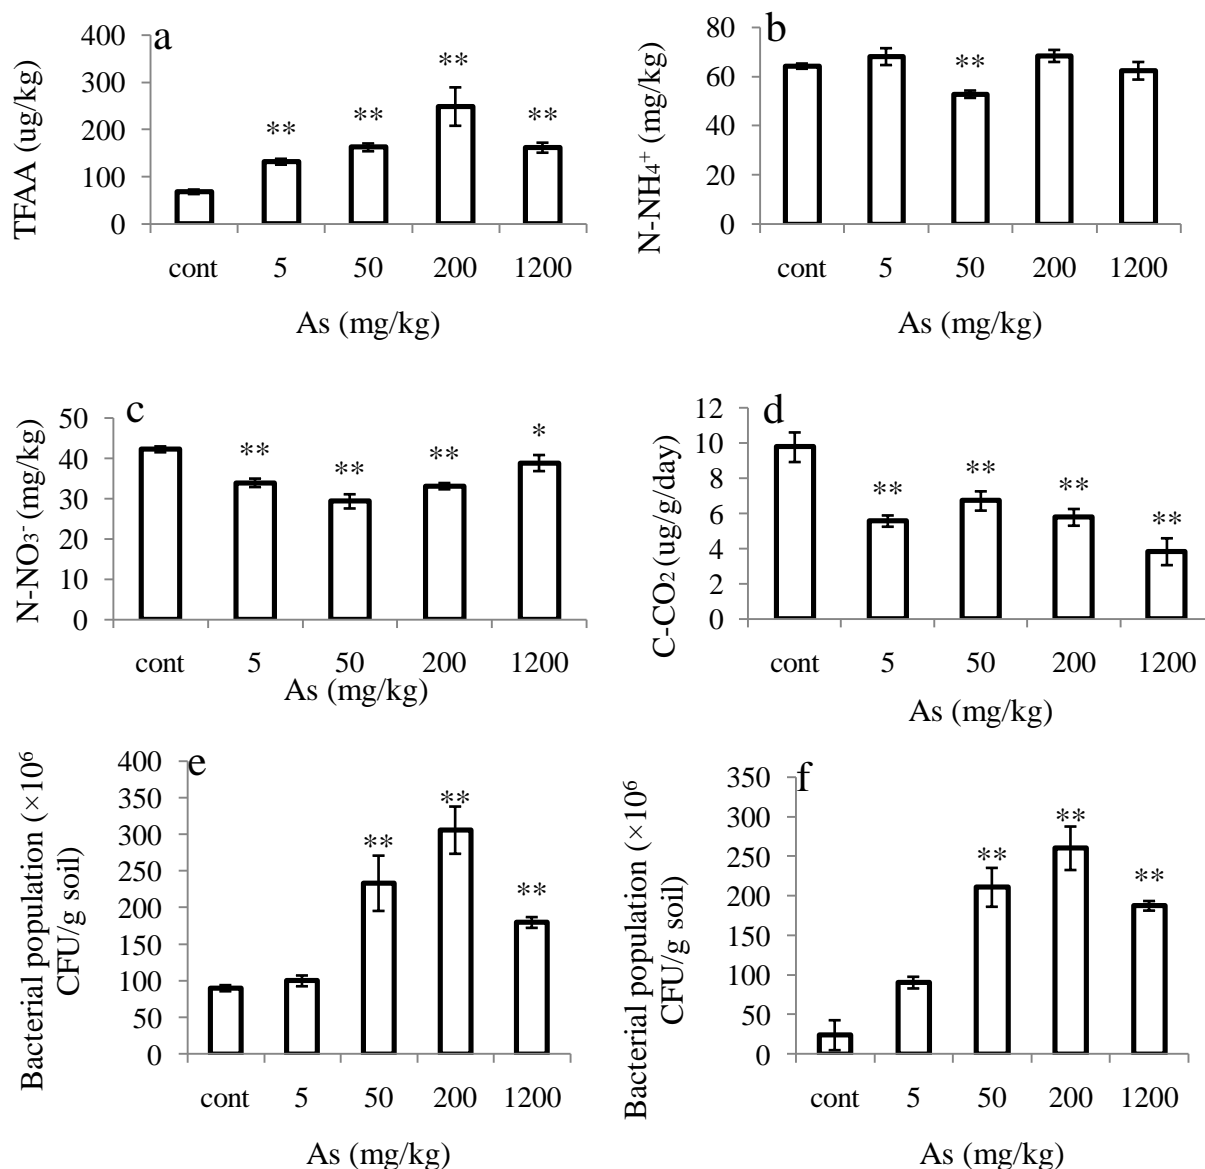 a
TFAA (ug/kg)
400
300
200
100
0
**
**
**
**
cont 5 50 200 1200
As (mg/kg)
b
N-NH₄⁺ (mg/kg)
80
60
40
20
0
**
cont 5 50 200 1200
As (mg/kg)
c
N-NO₃⁻ (mg/kg)
50
40
30
20
10
0
**
**
**
*
cont 5 50 200 1200
As (mg/kg)
d
C-CO₂ (ug/g/day)
12
10
8
6
4
2
0
**
**
**
**
cont 5 50 200 1200
As (mg/kg)
e
Bacterial population (×10⁶
CFU/g soil)
400
350
300
250
200
150
100
50
0
**
**
**
cont 5 50 200 1200
As (mg/kg)
f
Bacterial population (×10⁶
CFU/g soil)
350
300
250
200
150
100
50
0
**
**
**
cont 5 50 200 1200
As (mg/kg)